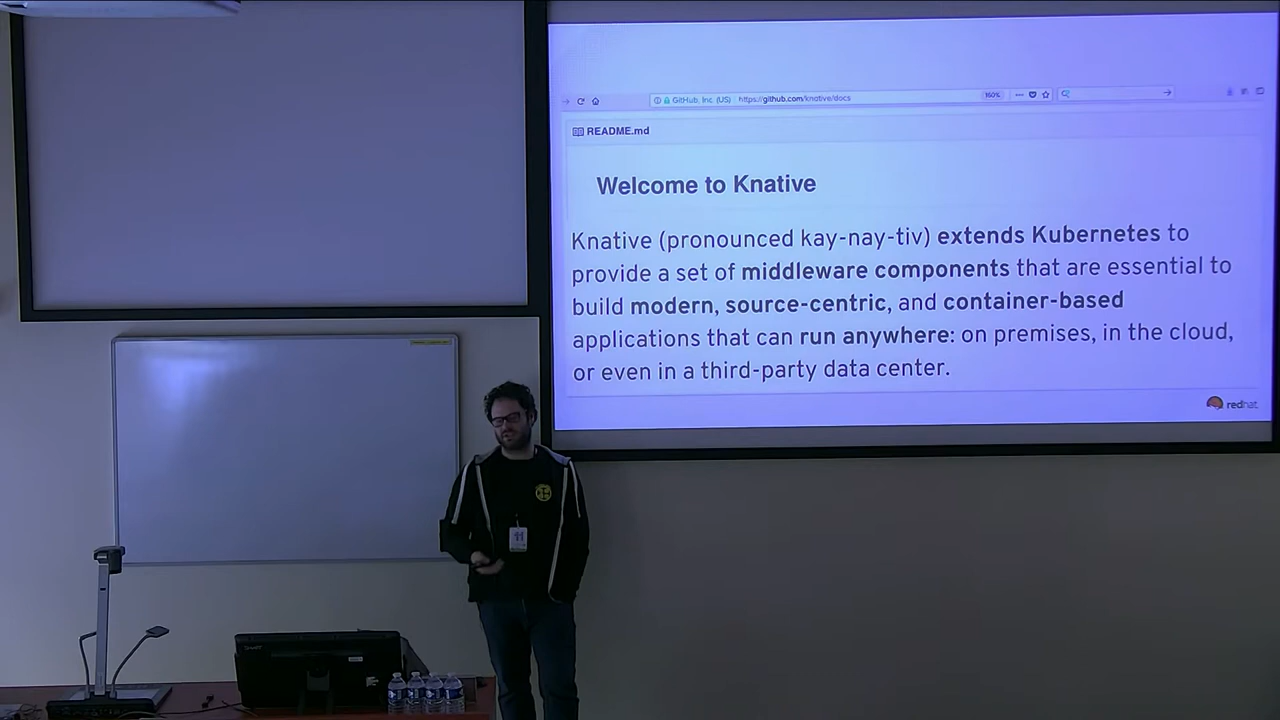 GitHub, Inc. (US) https://github.com/knative/docs 160%
README.md
Welcome to Knative
Knative (pronounced kay-nay-tiv) extends Kubernetes to
provide a set of middleware components that are essential to
build modern, source-centric, and container-based
applications that can run anywhere: on premises, in the cloud,
or even in a third-party data center.
redhat